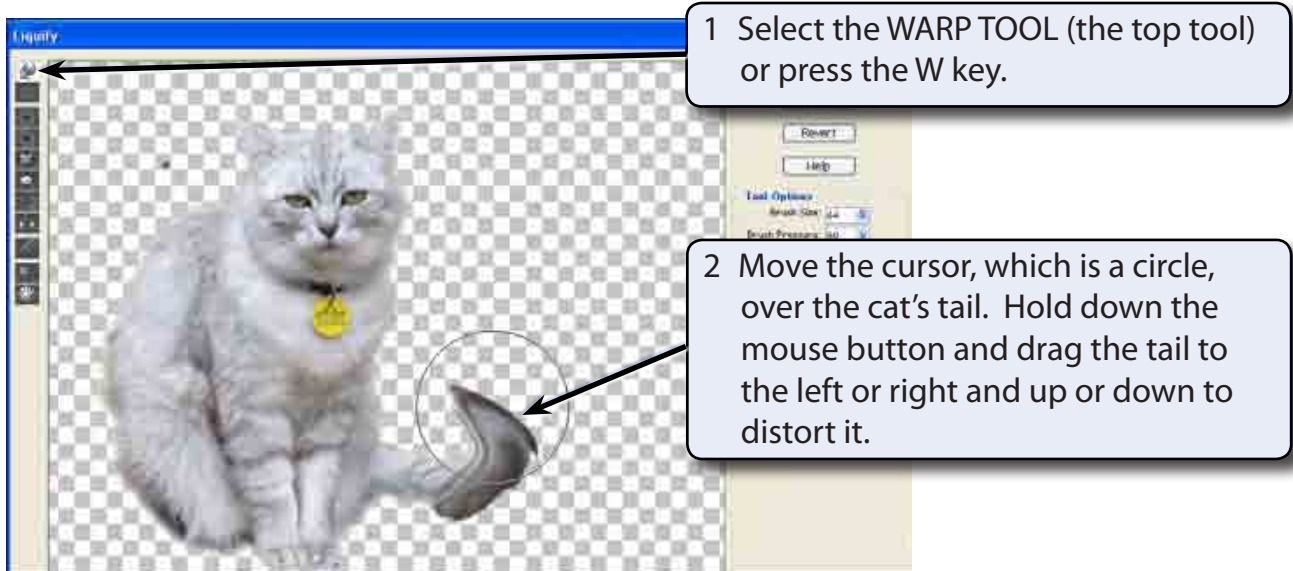 Liquify
1 Select the WARP TOOL (the top tool)
or press the W key.
Revert
Help
Tool Options
Brush Size: 64
Brush Pressure:
2 Move the cursor, which is a circle,
over the cat’s tail. Hold down the
mouse button and drag the tail to
the left or right and up or down to
distort it.